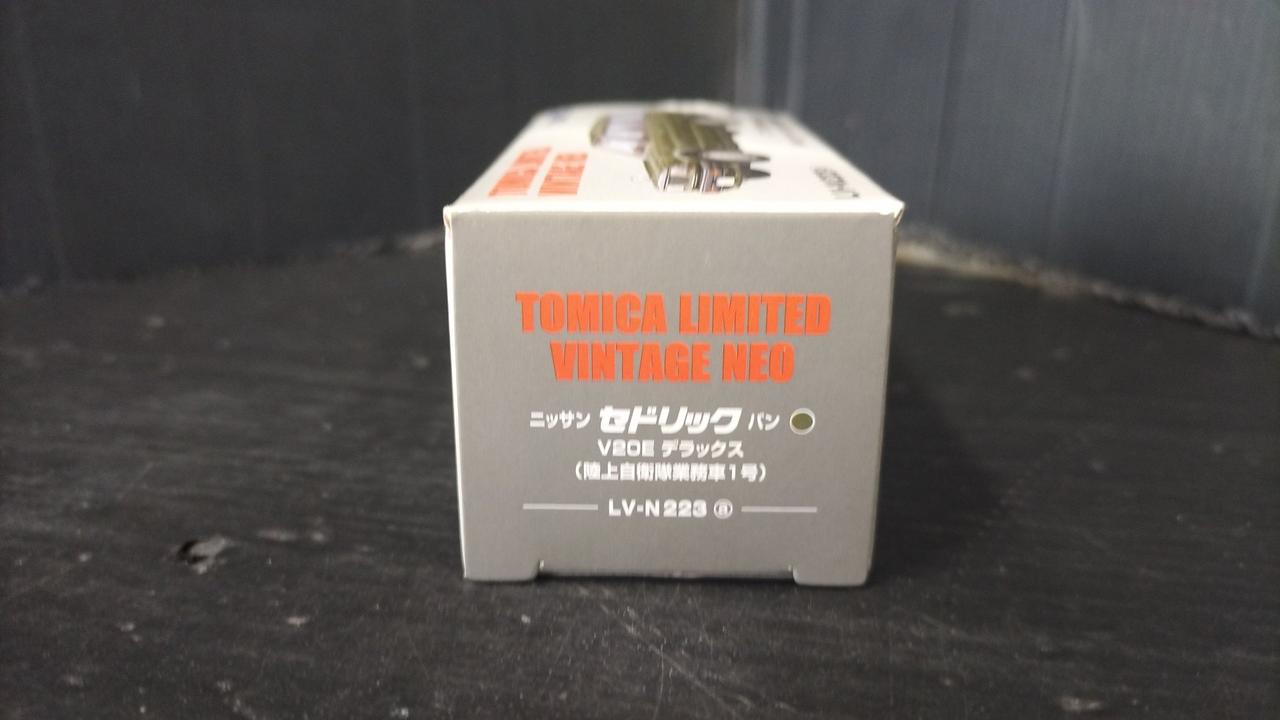 TOMICA LIMITED
VINTAGE NEO
ニッサン セドリック バン
V20E デラックス
(陸上自衛隊業務車1号)
LV-N223 ⓐ